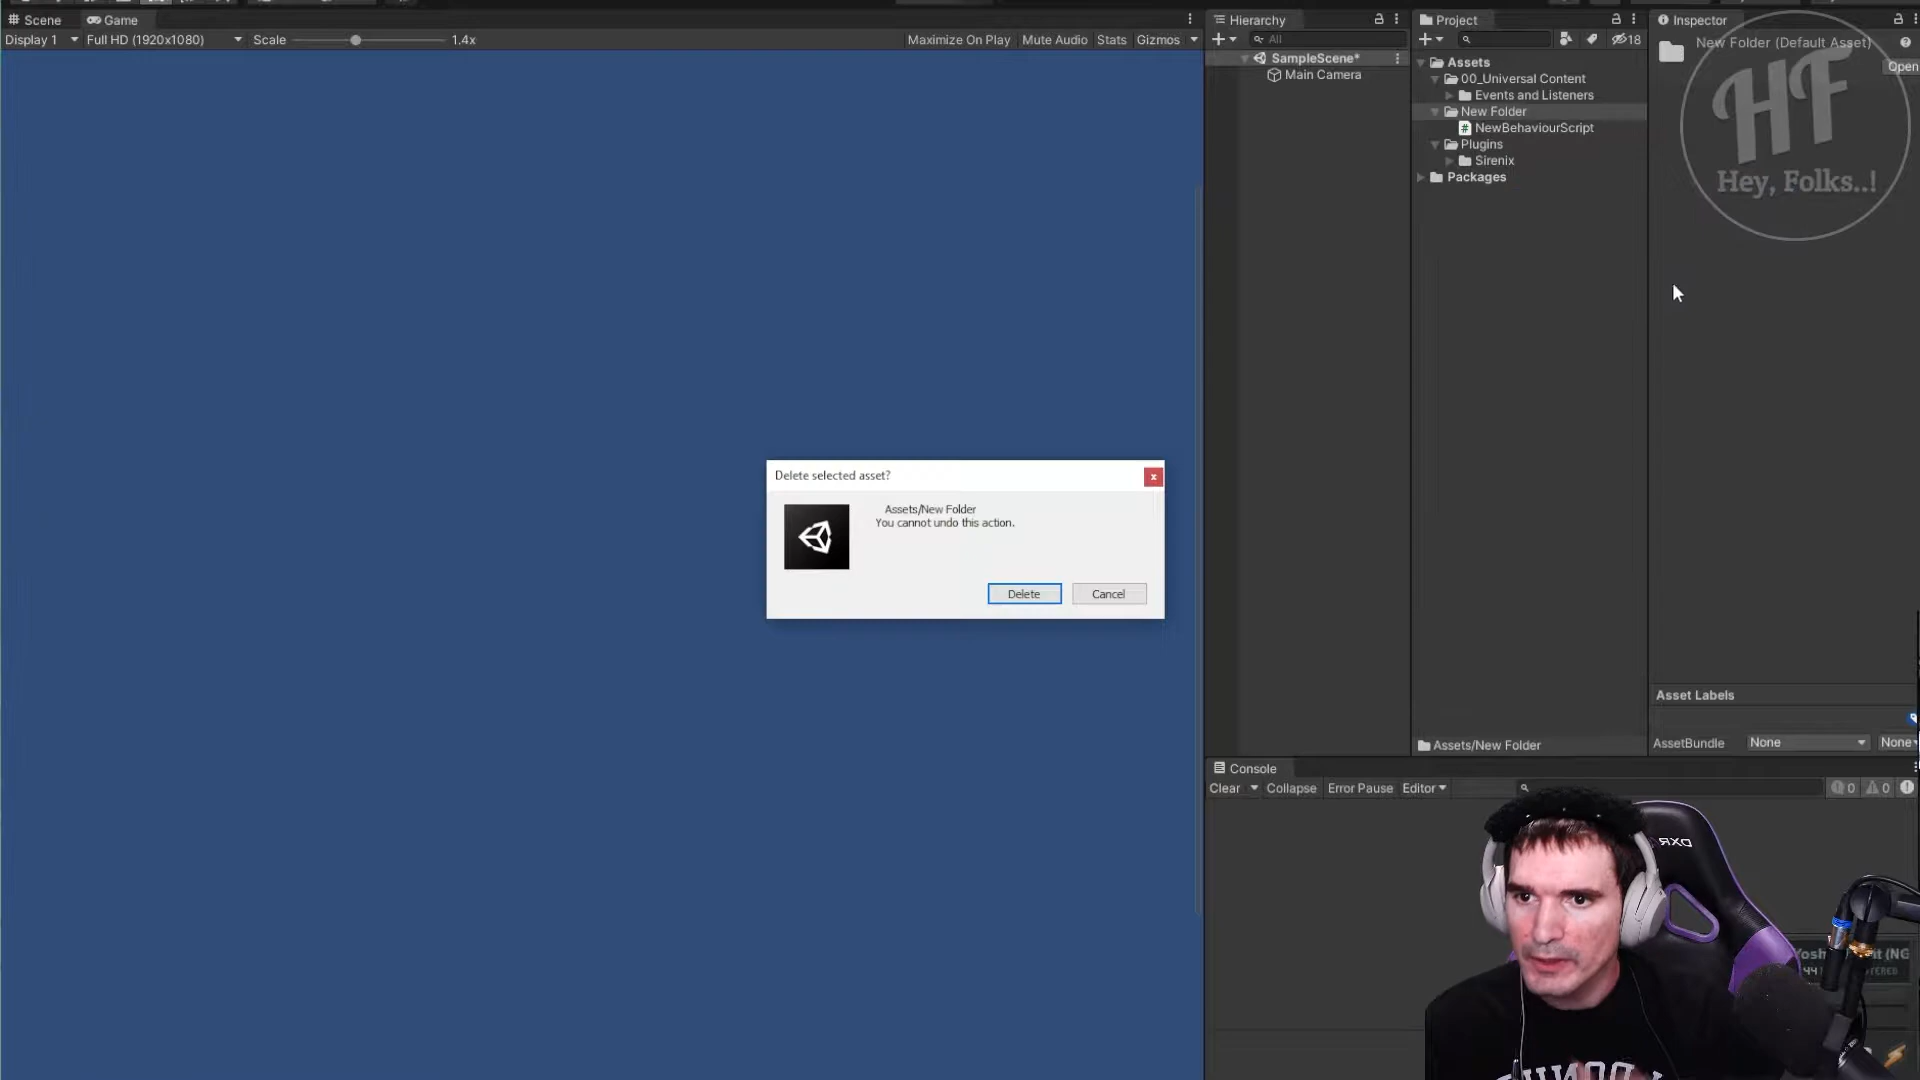 Scene
Game
Display 1
Full HD (1920x1080)
Scale
1.4x
Maximize On Play
Mute Audio
Stats
Gizmos
Hierarchy
All
SampleScene*
Main Camera
Project
18
Assets
00_Universal Content
Events and Listeners
New Folder
NewBehaviourScript
Plugins
Sirenix
Packages
Assets/New Folder
Inspector
New Folder (Default Asset)
Open
HF
Hey, Folks..!
Asset Labels
AssetBundle
None
None
Delete selected asset?
x
Assets/New Folder
You cannot undo this action.
Delete
Cancel
Console
Clear
Collapse
Error Pause
Editor
0
0
DXR